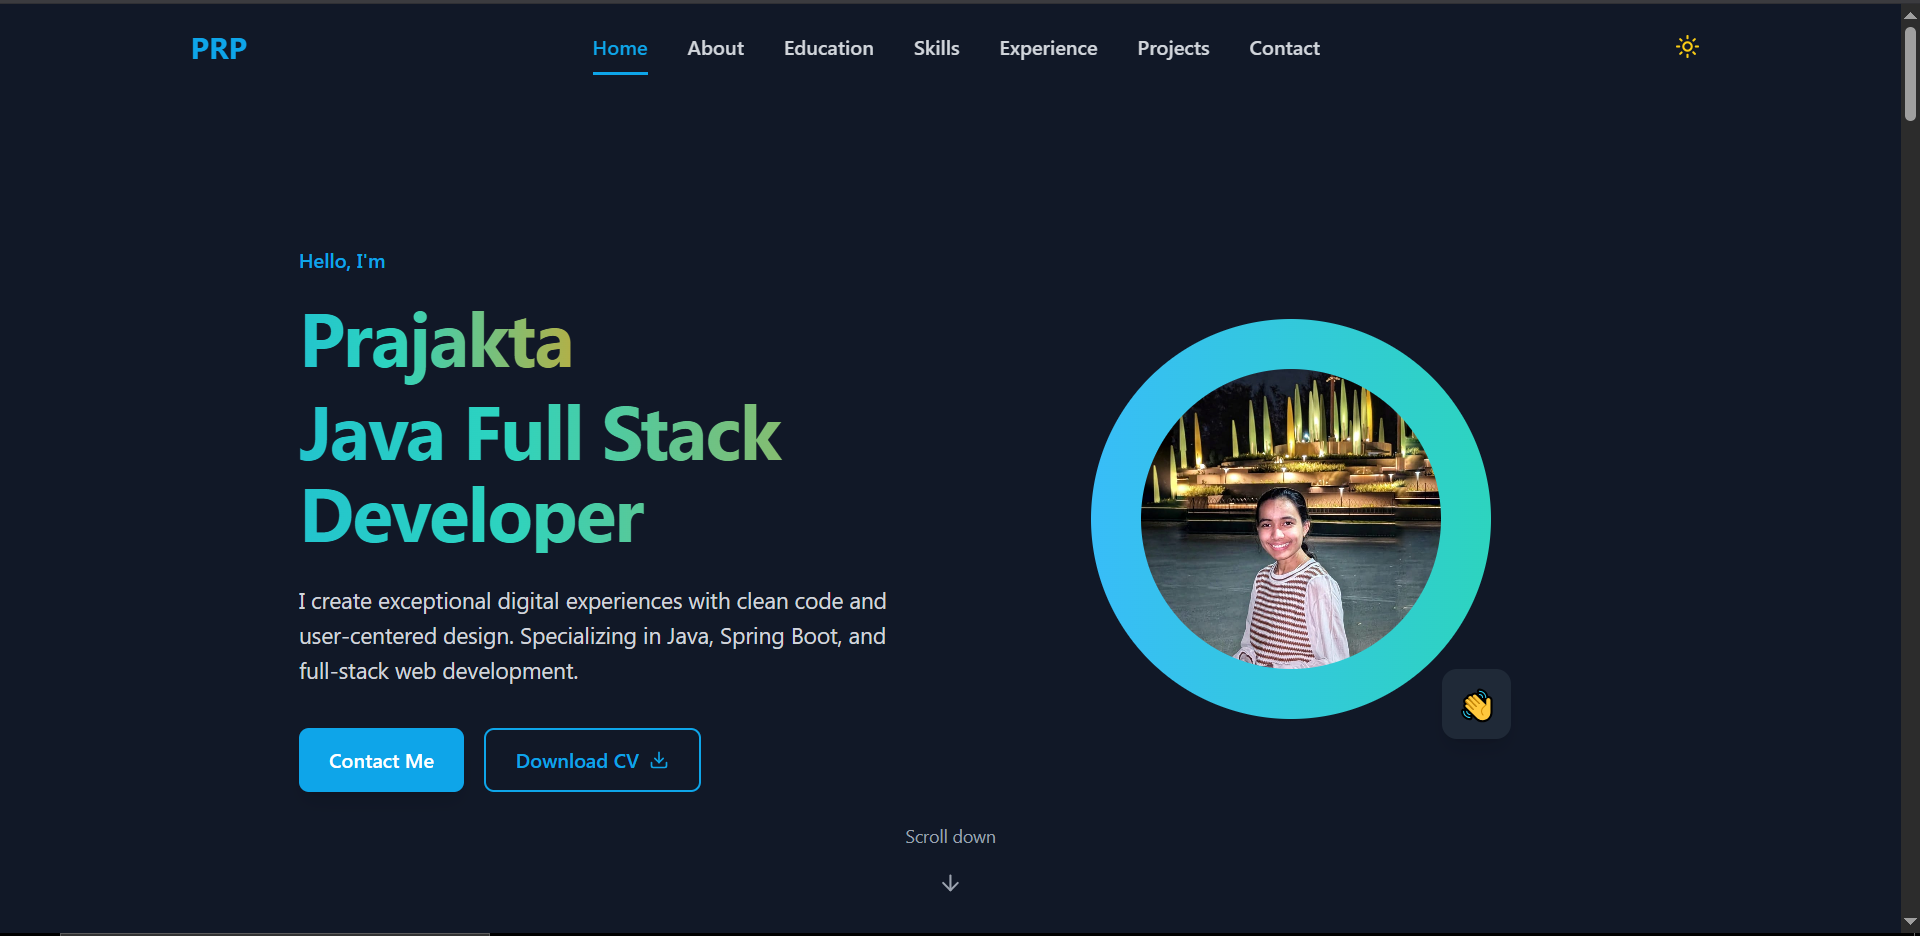 PRP
Home About Education Skills Experience Projects Contact
Hello, I'm
Prajakta
Java Full Stack
Developer
I create exceptional digital experiences with clean code and
user-centered design. Specializing in Java, Spring Boot, and
full-stack web development.
Contact Me
Download CV
Scroll down